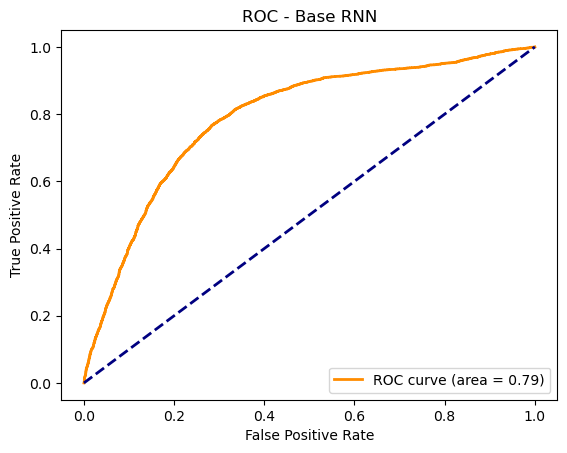 ROC - Base RNN
True Positive Rate
1.0
0.8
0.6
0.4
0.2
0.0
ROC curve (area = 0.79)
0.0 0.2 0.4 0.6 0.8 1.0
False Positive Rate